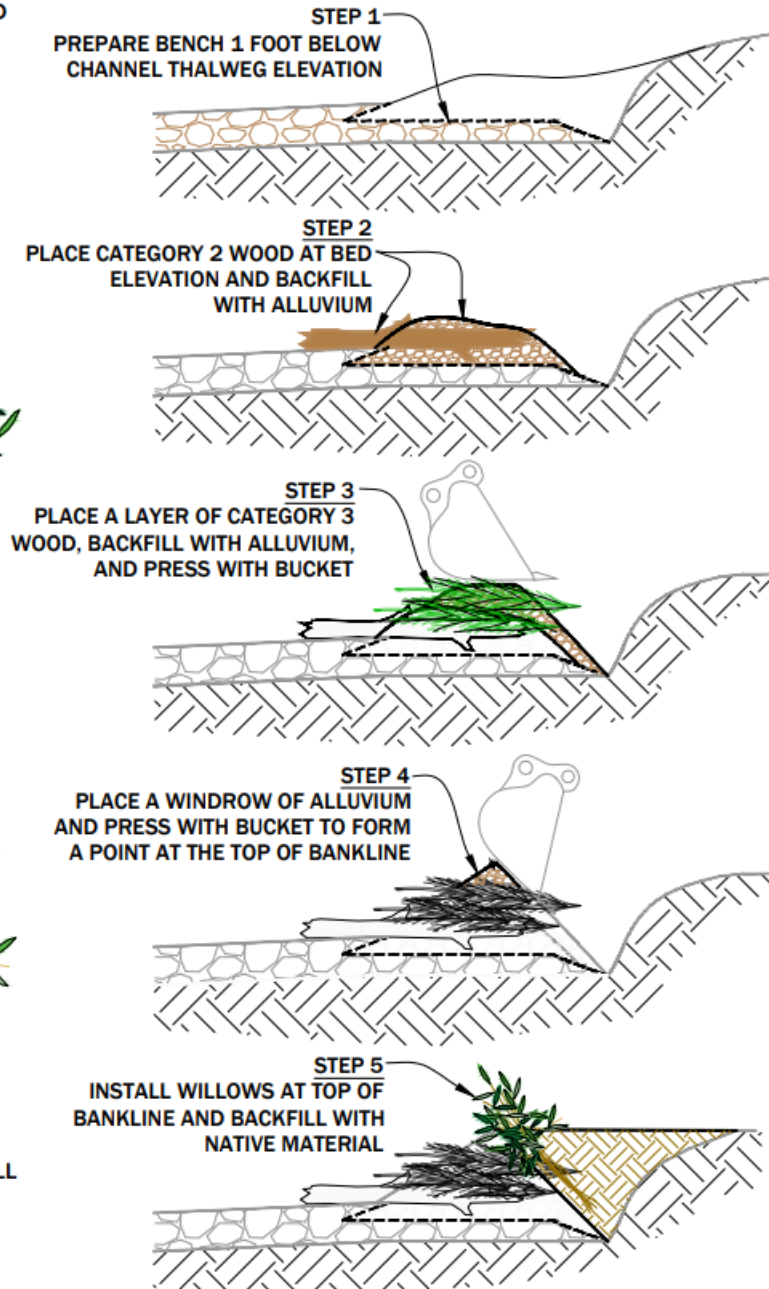 STEP 1
PREPARE BENCH 1 FOOT BELOW
CHANNEL THALWEG ELEVATION
STEP 2
PLACE CATEGORY 2 WOOD AT BED
ELEVATION AND BACKFILL
WITH ALLUVIUM
STEP 3
PLACE A LAYER OF CATEGORY 3
WOOD, BACKFILL WITH ALLUVIUM,
AND PRESS WITH BUCKET
STEP 4
PLACE A WINDROW OF ALLUVIUM
AND PRESS WITH BUCKET TO FORM
A POINT AT THE TOP OF BANKLINE
STEP 5
INSTALL WILLOWS AT TOP OF
BANKLINE AND BACKFILL WITH
NATIVE MATERIAL